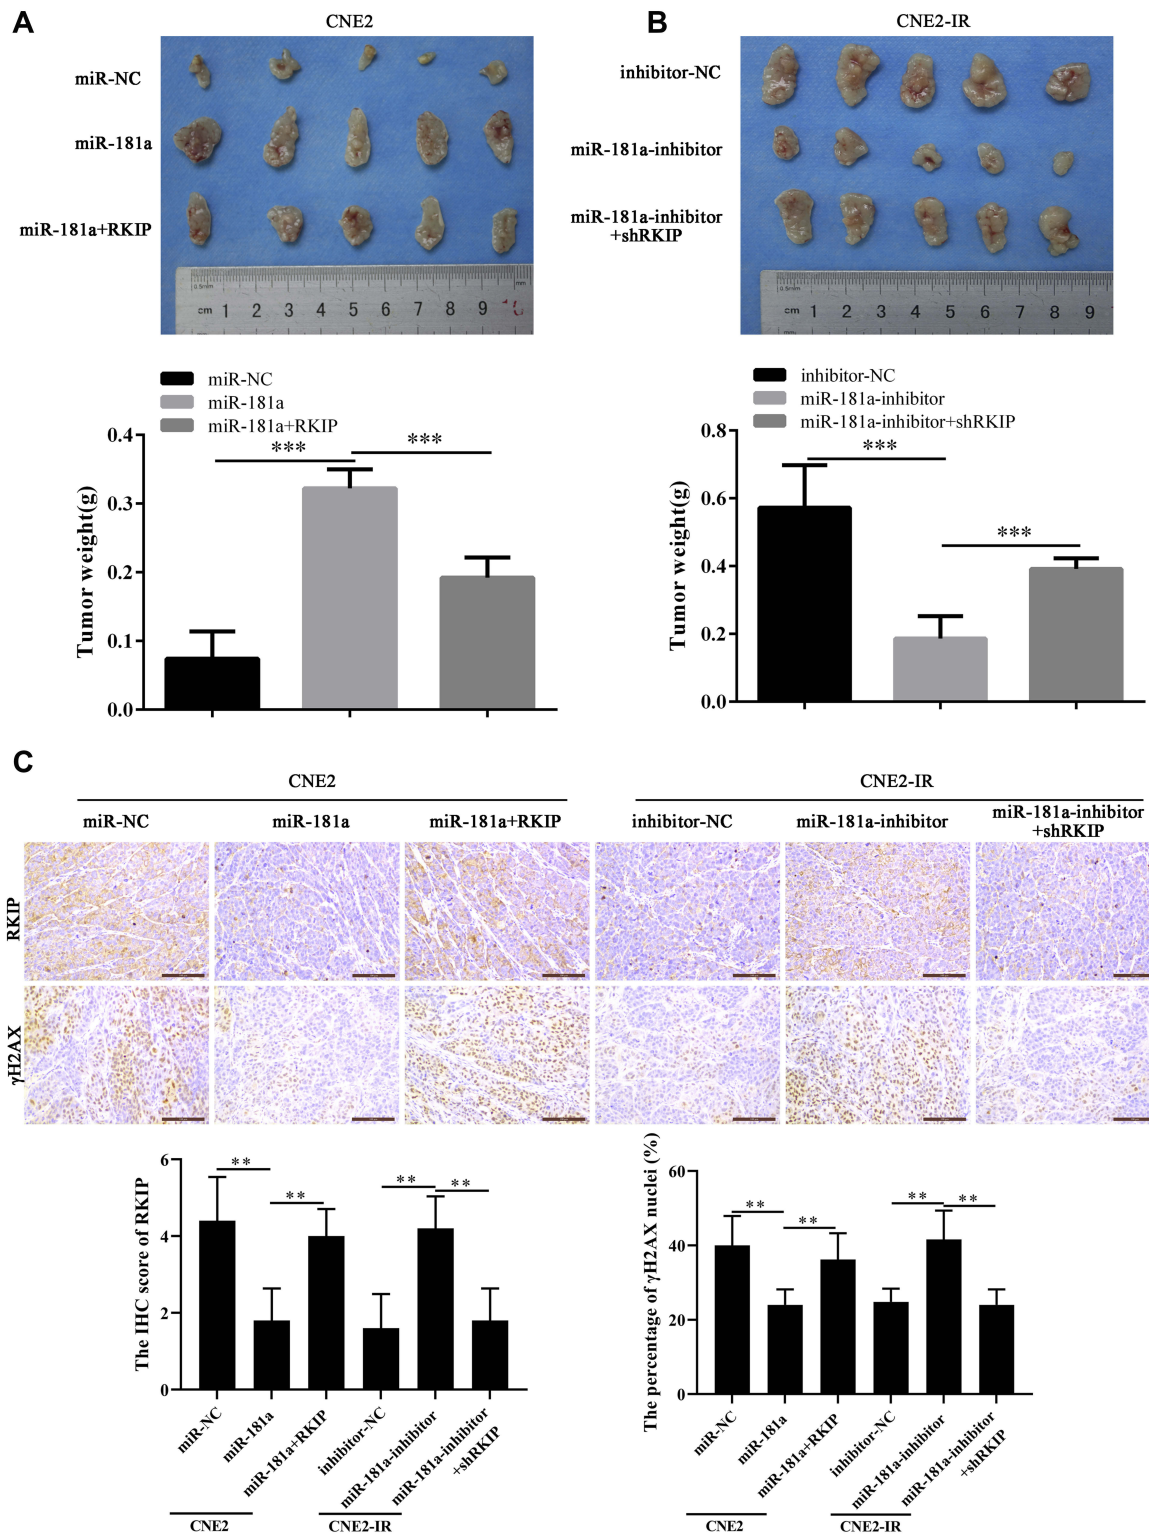 A
CNE2
miR-NC
miR-181a
miR-181a+RKIP
0.5mm
mm
cm 1 2 3 4 5 6 7 8 9 10
miR-NC
miR-181a
miR-181a+RKIP
Tumor weight(g)
0.4
0.3
0.2
0.1
0.0
***
***
B
CNE2-IR
inhibitor-NC
miR-181a-inhibitor
miR-181a-inhibitor
+shRKIP
0.5mm
cm 1 2 3 4 5 6 7 8 9
inhibitor-NC
miR-181a-inhibitor
miR-181a-inhibitor+shRKIP
Tumor weight(g)
0.8
0.6
0.4
0.2
0.0
***
***
C
CNE2
CNE2-IR
miR-NC
miR-181a
miR-181a+RKIP
inhibitor-NC
miR-181a-inhibitor
miR-181a-inhibitor
+shRKIP
RKIP
γH2AX
The IHC score of RKIP
6
4
2
0
**
**
**
**
miR-NC
miR-181a
miR-181a+RKIP
inhibitor-NC
miR-181a-inhibitor
miR-181a-inhibitor
+shRKIP
CNE2
CNE2-IR
The percentage of γH2AX nuclei (%)
60
40
20
0
**
**
**
**
miR-NC
miR-181a
miR-181a+RKIP
inhibitor-NC
miR-181a-inhibitor
miR-181a-inhibitor
+shRKIP
CNE2
CNE2-IR